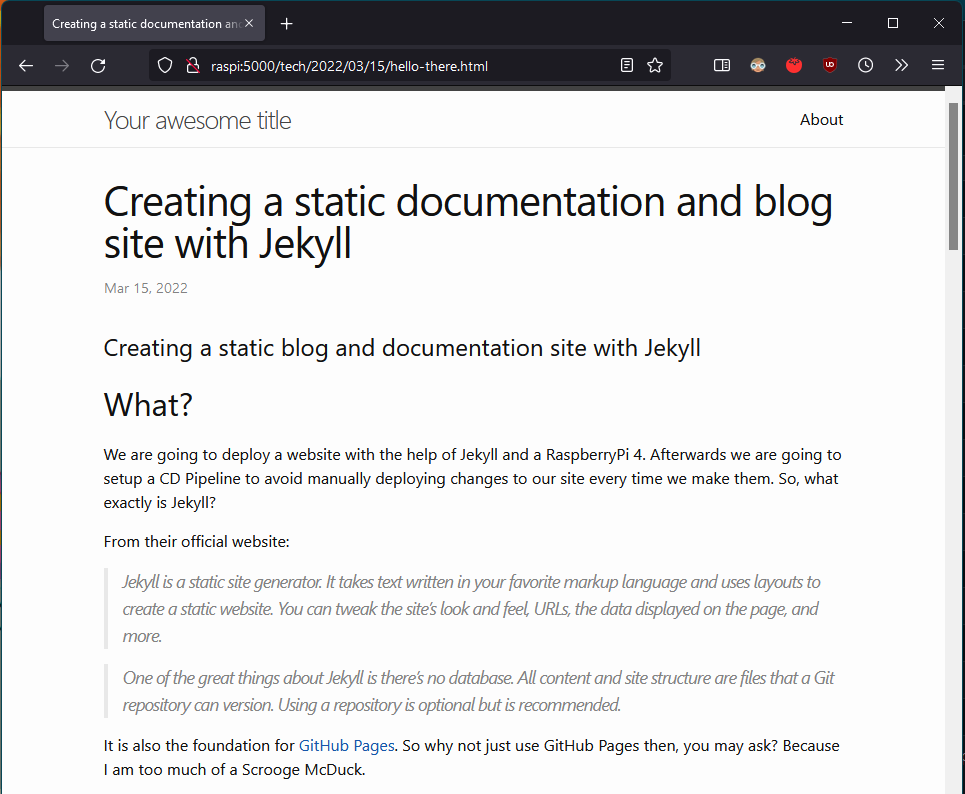 Creating a static documentation an
raspi:5000/tech/2022/03/15/hello-there.html
Your awesome title
About
Creating a static documentation and blog
site with Jekyll
Mar 15, 2022
Creating a static blog and documentation site with Jekyll
What?
We are going to deploy a website with the help of Jekyll and a RaspberryPi 4. Afterwards we are going to
setup a CD Pipeline to avoid manually deploying changes to our site every time we make them. So, what
exactly is Jekyll?
From their official website:
Jekyll is a static site generator. It takes text written in your favorite markup language and uses layouts to
create a static website. You can tweak the site's look and feel, URLs, the data displayed on the page, and
more.
One of the great things about Jekyll is there's no database. All content and site structure are files that a Git
repository can version. Using a repository is optional but is recommended.
It is also the foundation for GitHub Pages. So why not just use GitHub Pages then, you may ask? Because
I am too much of a Scrooge McDuck.